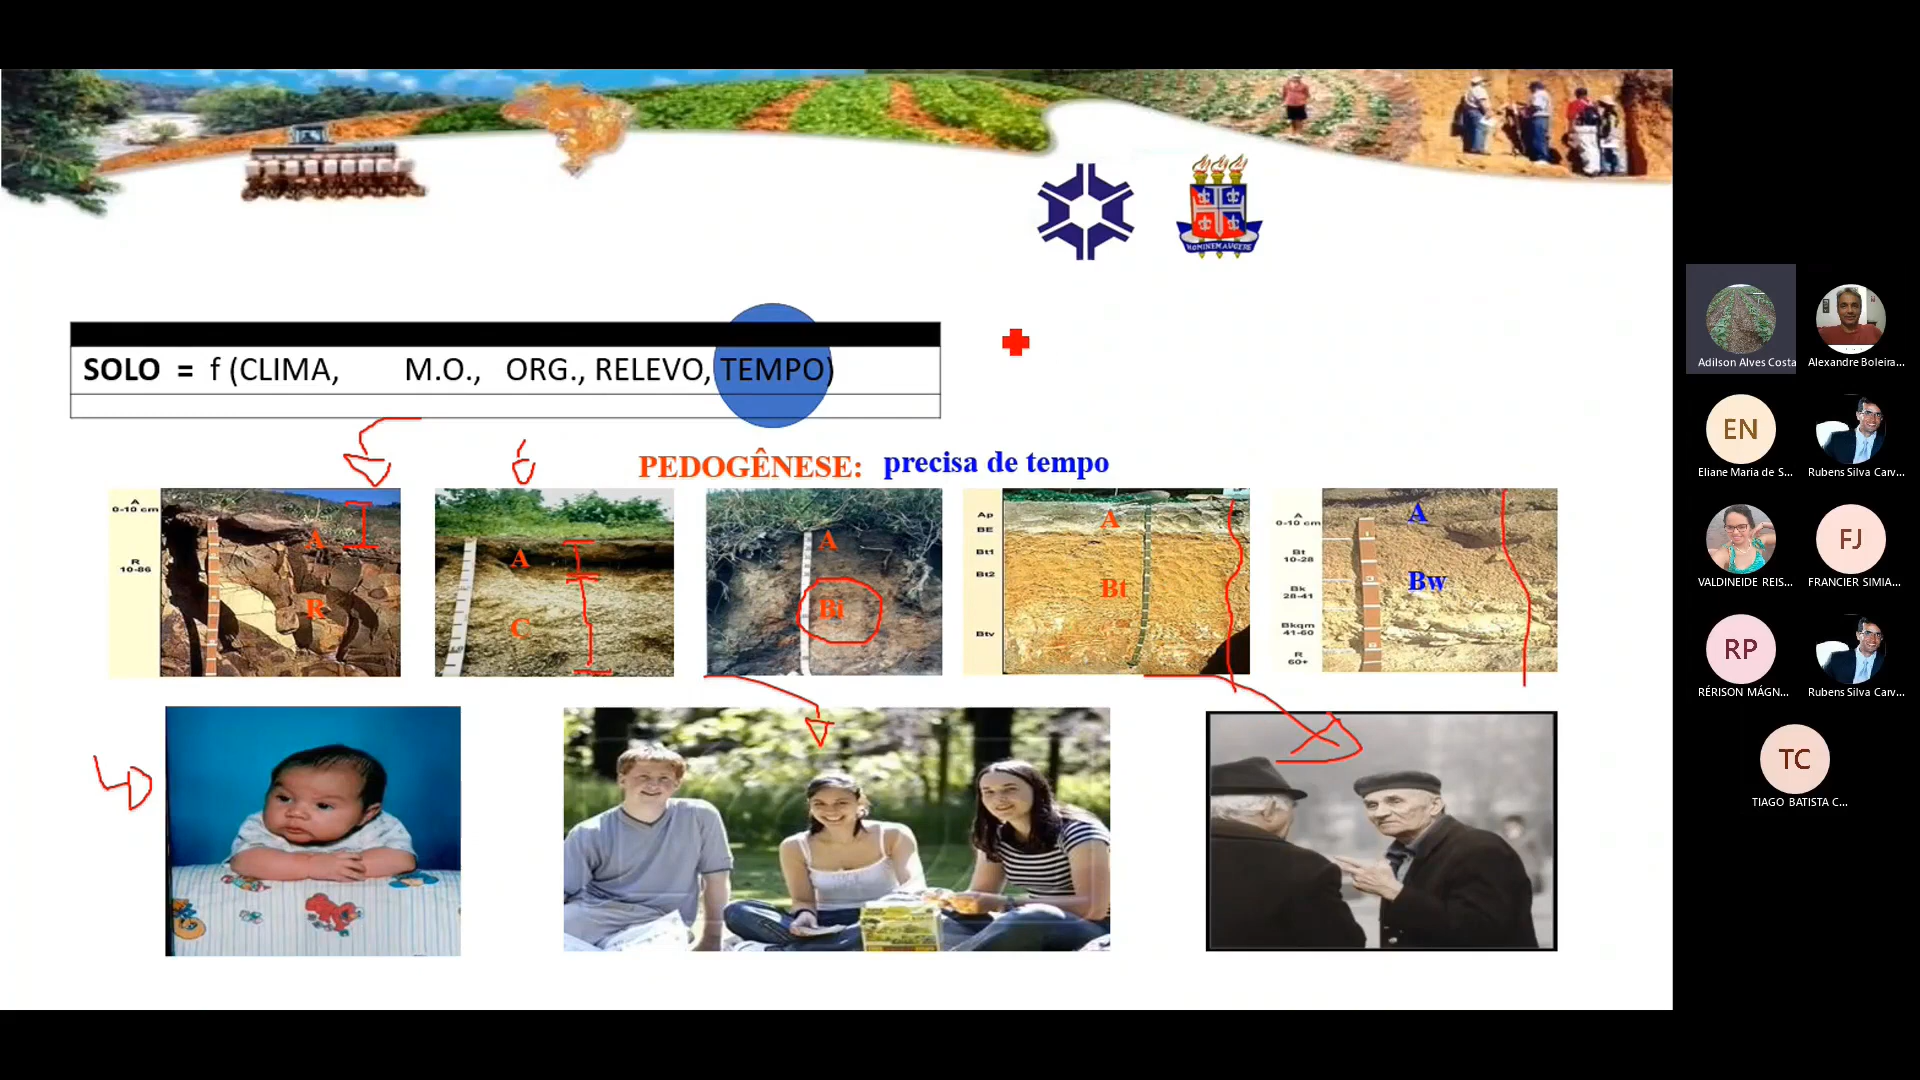 HOMINEM AUGERE
SOLO = f (CLIMA, M.O., ORG., RELEVO, TEMPO)
PEDOGÊNESE: precisa de tempo
A
0-10 cm
R
10-86
A
R
A
C
A
Bi
Ap
BE
Bt1
Bt2
Btv
A
Bt
A
0-10 cm
Bt
10-28
Bk
28-41
Bkqm
41-60
R
60+
A
Bw
Adilson Alves Costa
Alexandre Boleira...
EN
Eliane Maria de S...
Rubens Silva Carv...
VALDINEIDE REIS...
FJ
FRANCIER SIMIA...
RP
RÉRISON MÁGN...
Rubens Silva Carv...
TC
TIAGO BATISTA C...